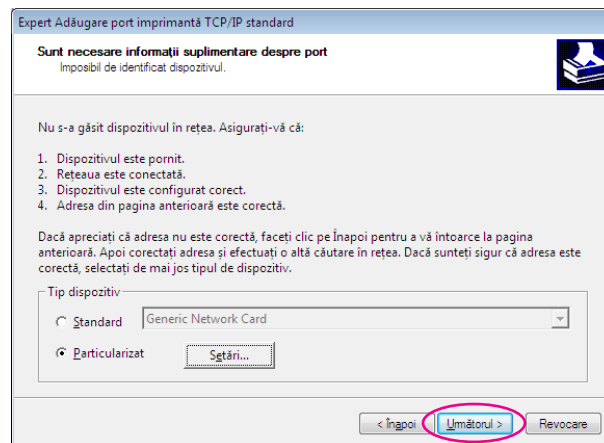 Expert Adăugare port imprimantă TCP/IP standard
Sunt necesare informații suplimentare despre port
Imposibil de identificat dispozitivul.
Nu s-a găsit dispozitivul în rețea. Asigurați-vă că:
1. Dispozitivul este pornit.
2. Rețeaua este conectată.
3. Dispozitivul este configurat corect.
4. Adresa din pagina anterioară este corectă.
Dacă apreciați că adresa nu este corectă, faceți clic pe Înapoi pentru a vă întoarce la pagina
anterioară. Apoi corectați adresa și efectuați o altă căutare în rețea. Dacă sunteți sigur că adresa este
corectă, selectați de mai jos tipul de dispozitiv.
Tip dispozitiv
Standard Generic Network Card
Particularizat Setări...
< Înapoi Următorul > Revocare